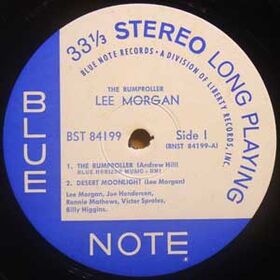 33⅓ STEREO LONG PLAYING
BLUE NOTE RECORDS • A DIVISION OF LIBERTY RECORDS, INC.
THE RUMPROLLER
LEE MORGAN
BST 84199 Side 1
(BNST 84199-A)
1. THE RUMPROLLER (Andrew Hill)
BLUE HORIZON MUSIC - BMI
2. DESERT MOONLIGHT (Lee Morgan)
Lee Morgan, Joe Henderson,
Ronnie Mathews, Victor Sproles,
Billy Higgins.
BLUE
NOTE